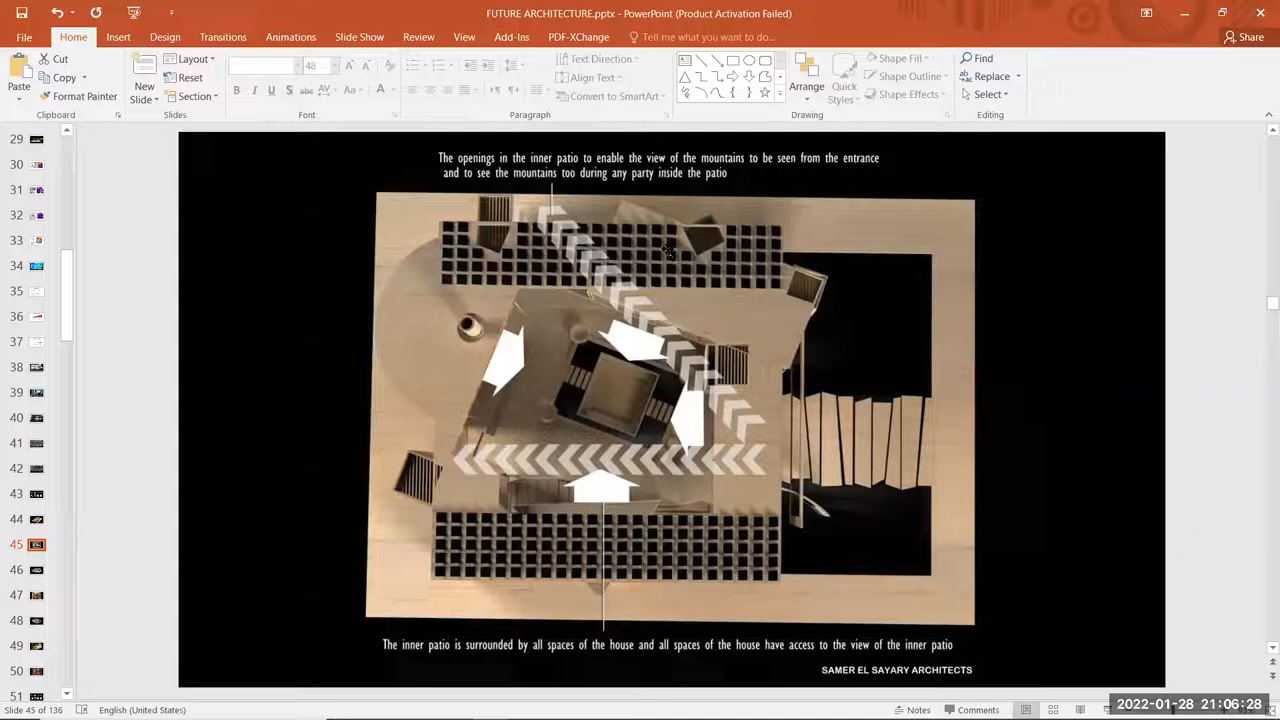 FUTURE ARCHITECTURE.pptx - PowerPoint (Product Activation Failed)
File Home Insert Design Transitions Animations Slide Show Review View Add-Ins PDF-XChange Tell me what you want to do... Share
Cut
Copy
Format Painter
Clipboard
New
Slide
Layout
Reset
Section
Slides
48
B I U S abc AV Aa A
Font
Text Direction
Align Text
Convert to SmartArt
Paragraph
Arrange
Quick
Styles
Shape Fill
Shape Outline
Shape Effects
Drawing
Find
Replace
Select
Editing
29
30
32
33
34
36
37
38
40
41
42
43
44
45
47
48
49
50
51
The openings in the inner patio to enable the view of the mountains to be seen from the entrance
and to see the mountains too during any party inside the patio
The inner patio is surrounded by all spaces of the house and all spaces of the house have access to the view of the inner patio
SAMER EL SAYARY ARCHITECTS
Slide 45 of 136 English (United States) Notes Comments
2022-01-28 21:06:28